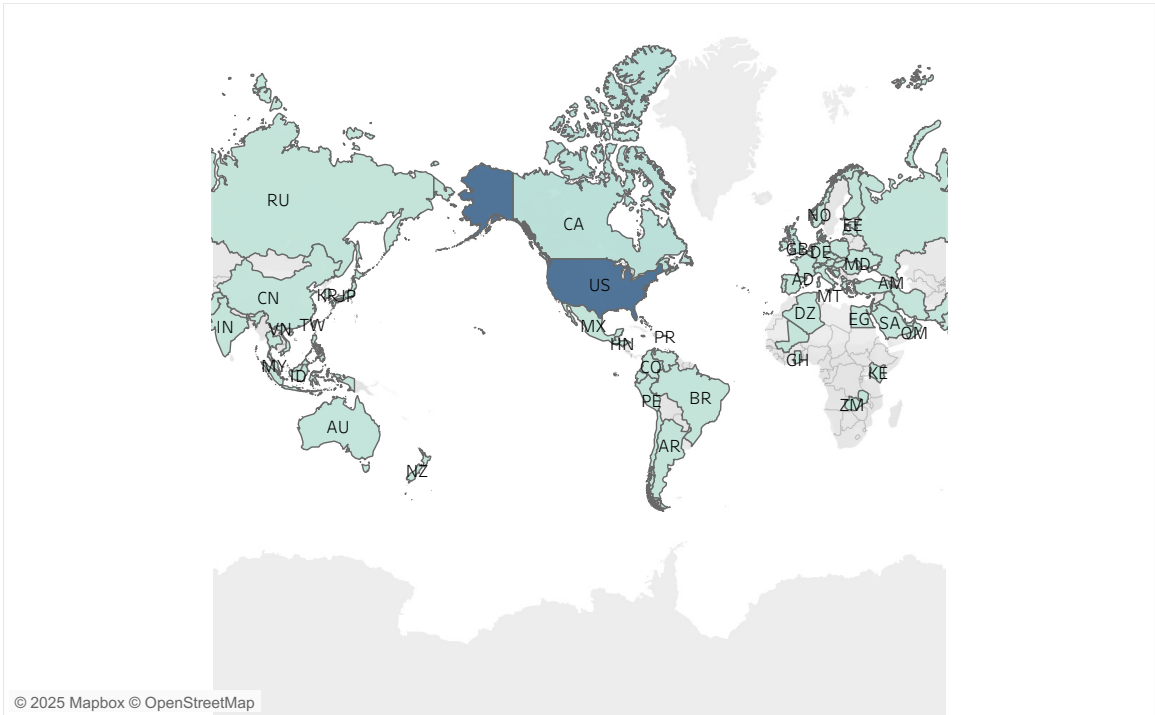 RU
CA
NO
EE
GB
DE
MD
US
AD
AM
CN
KR
JP
MT
DZ
EG
SA
IN
VN
TW
MX
OM
HN
PR
GH
MY
ID
CO
KE
PE
BR
ZM
AU
AR
NZ
© 2025 Mapbox © OpenStreetMap